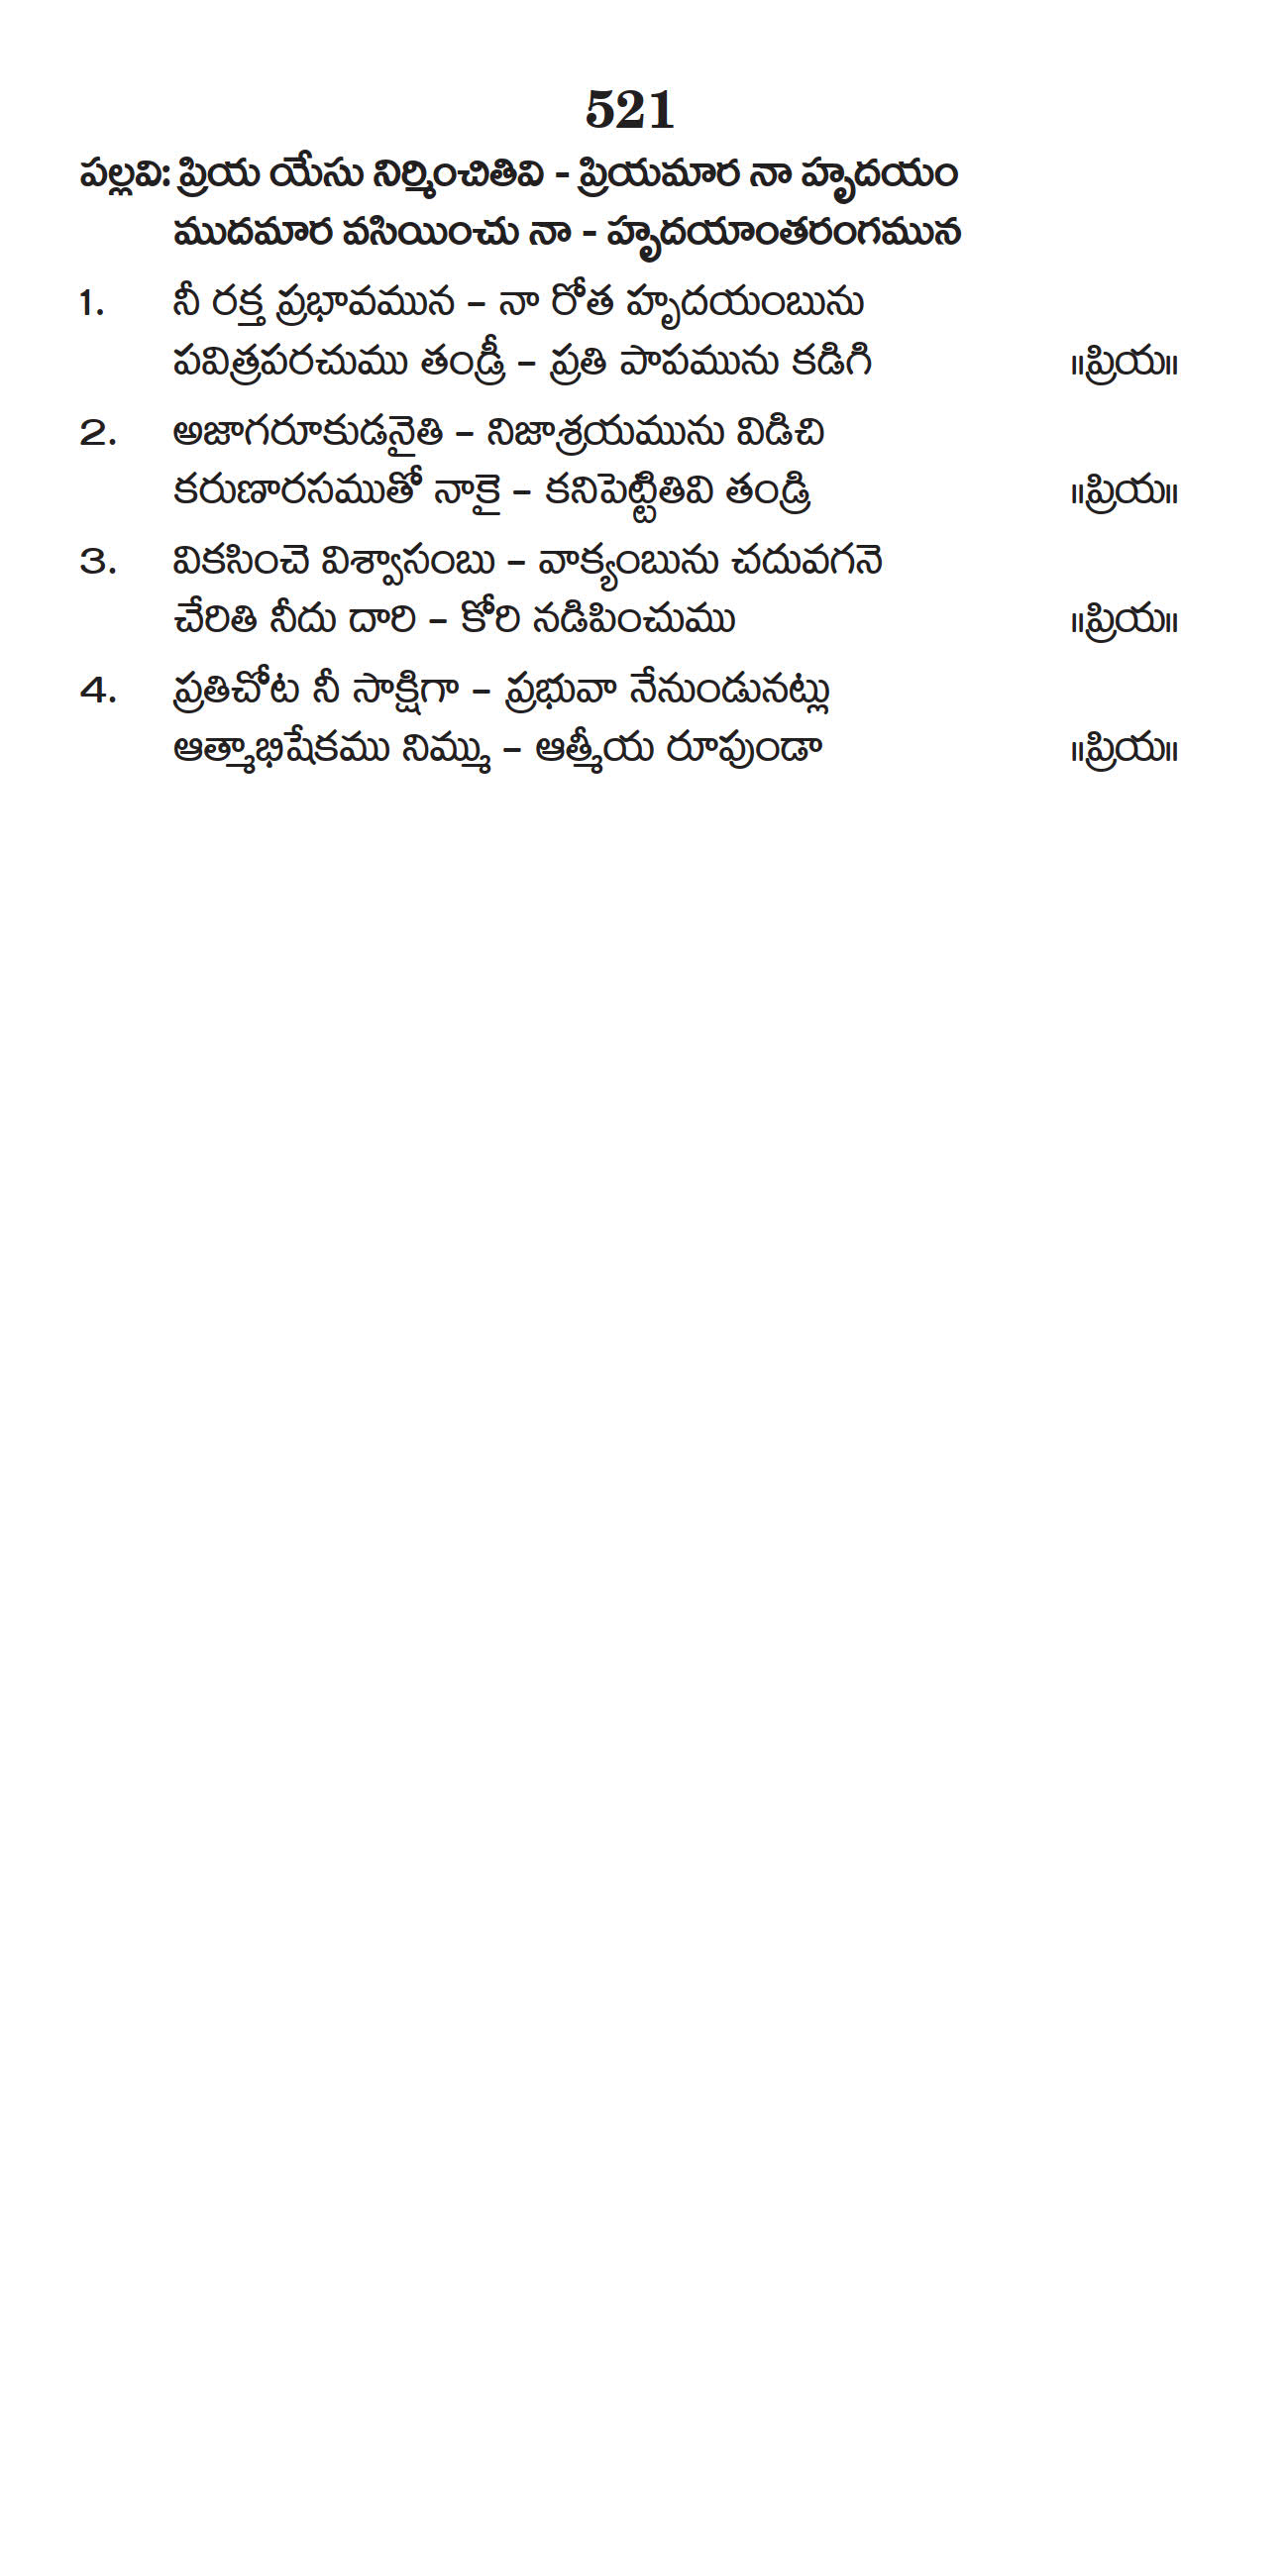 521
పల్లవి: ప్రియ యేసు నిర్మించితివి - ప్రియమార నా హృదయం
ముదమార వసియించు నా - హృదయాంతరంగమున
1. నీ రక్త ప్రభావమున – నా రోత హృదయంబును
పవిత్రపరచుము తండ్రీ – ప్రతి పాపమును కడిగి ॥ప్రియ॥
2. అజాగరూకుడనైతి – నిజాశ్రయమును విడిచి
కరుణారసముతో నాకై – కనిపెట్టితివి తండ్రి ॥ప్రియ॥
3. వికసించె విశ్వాసంబు – వాక్యంబును చదువగనె
చేరితి నీదు దారి – కోరి నడిపించుము ॥ప్రియ॥
4. ప్రతిచోట నీ సాక్షిగా – ప్రభువా నేనుండునట్లు
ఆత్మాభిషేకము నిమ్ము – ఆత్మీయ రూపుండా ॥ప్రియ॥